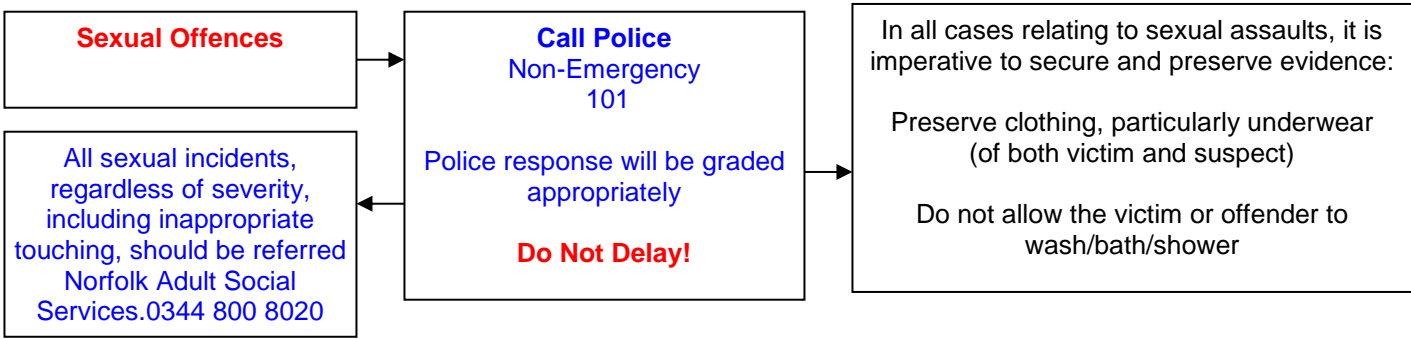 Sexual Offences
Call Police
Non-Emergency
101
Police response will be graded
appropriately
Do Not Delay!
All sexual incidents,
regardless of severity,
including inappropriate
touching, should be referred
Norfolk Adult Social
Services.0344 800 8020
In all cases relating to sexual assaults, it is
imperative to secure and preserve evidence:
Preserve clothing, particularly underwear
(of both victim and suspect)
Do not allow the victim or offender to
wash/bath/shower